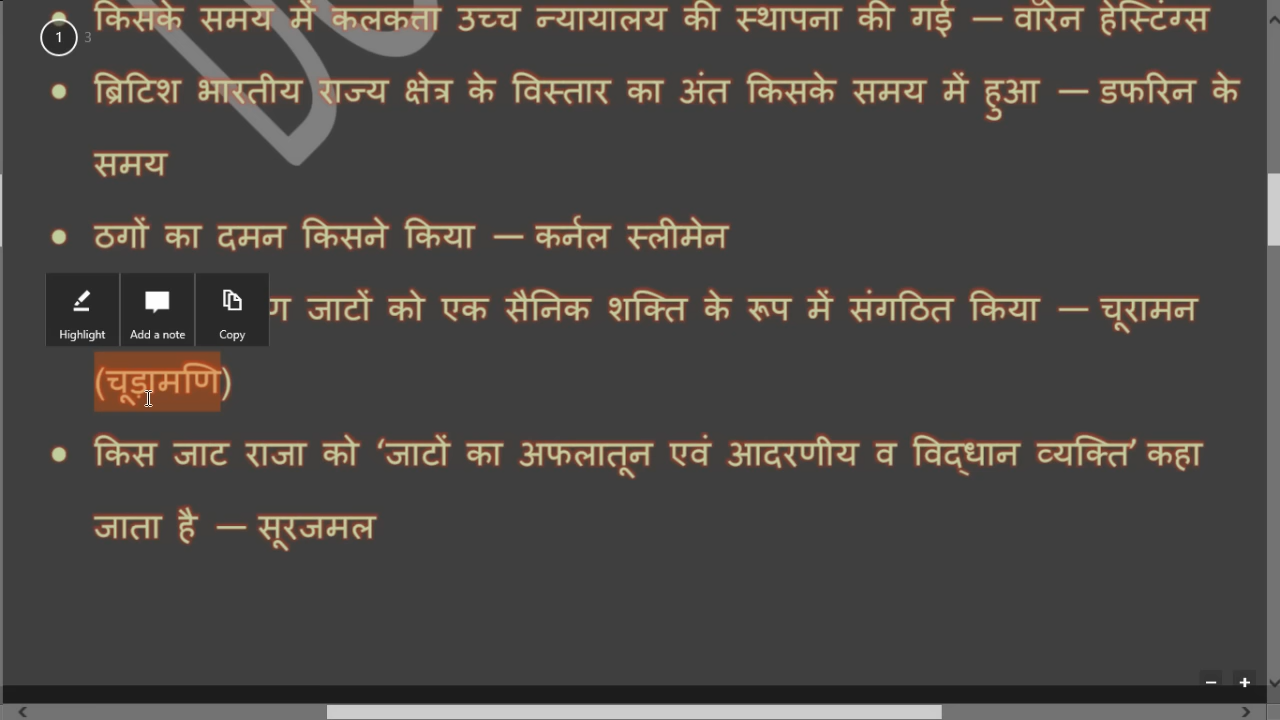 किसके समय में कलकत्ता उच्च न्यायालय की स्थापना की गई — वॉरेन हेस्टिंग्स
1 3
ब्रिटिश भारतीय राज्य क्षेत्र के विस्तार का अंत किसके समय में हुआ — डफरिन के
समय
ठगों का दमन किसने किया — कर्नल स्लीमेन
जाटों को एक सैनिक शक्ति के रूप में संगठित किया — चूरामन
Highlight Add a note Copy
(चूड़ामणि)
किस जाट राजा को ‘जाटों का अफलातून एवं आदरणीय व विद्धान व्यक्ति’ कहा
जाता है — सूरजमल